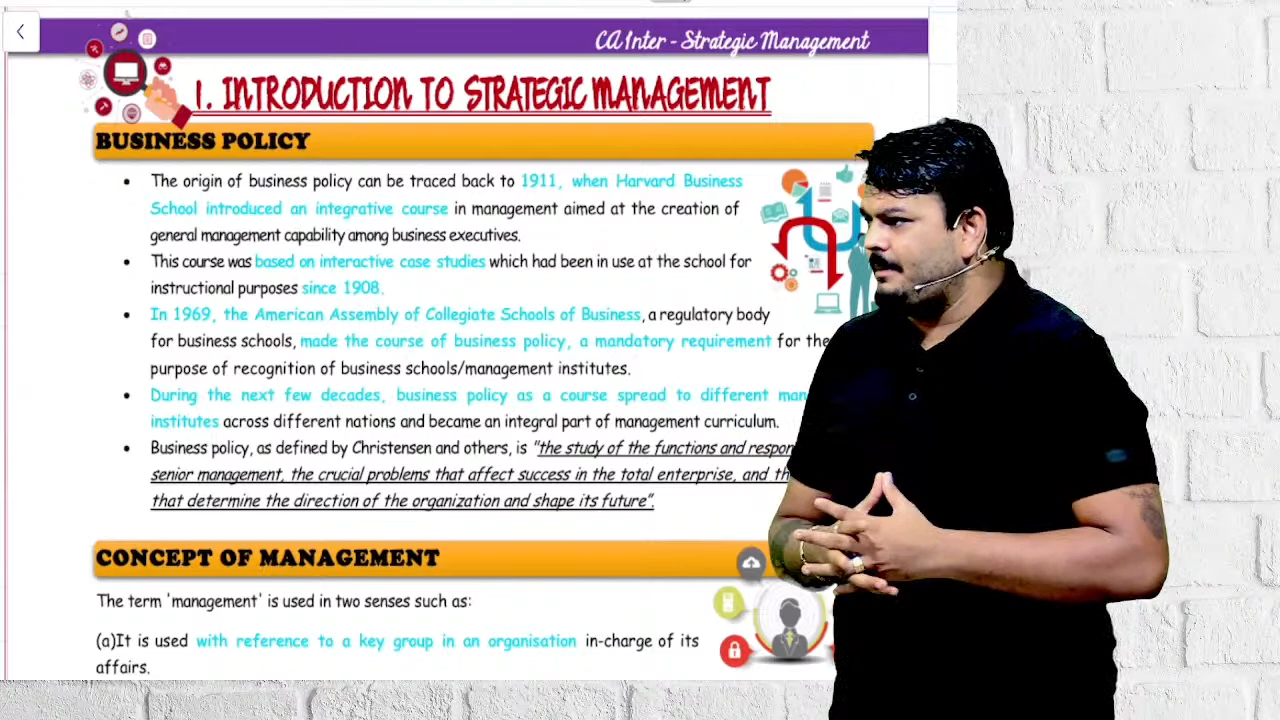 CA Inter - Strategic Management
1. INTRODUCTION TO STRATEGIC MANAGEMENT
BUSINESS POLICY
• The origin of business policy can be traced back to 1911, when Harvard Business
School introduced an integrative course in management aimed at the creation of
general management capability among business executives.
• This course was based on interactive case studies which had been in use at the school for
instructional purposes since 1908.
• In 1969, the American Assembly of Collegiate Schools of Business, a regulatory body
for business schools, made the course of business policy, a mandatory requirement for the
purpose of recognition of business schools/management institutes.
• During the next few decades, business policy as a course spread to different
institutes across different nations and became an integral part of management curriculum.
• Business policy, as defined by Christensen and others, is "the study of the functions and
senior management, the crucial problems that affect success in the total enterprise, and
that determine the direction of the organization and shape its future".
CONCEPT OF MANAGEMENT
The term 'management' is used in two senses such as:
(a)It is used with reference to a key group in an organisation in-charge of its
affairs.